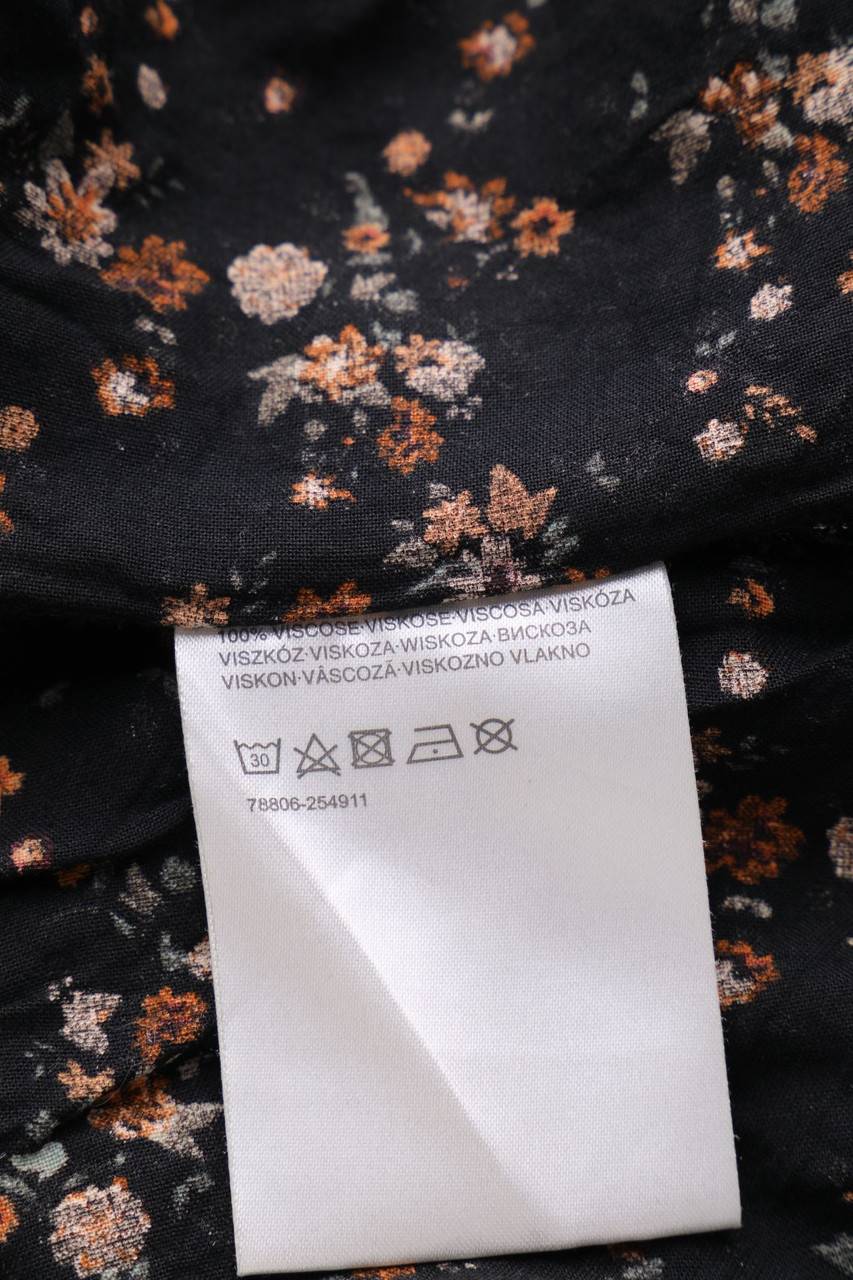 100% VISCOSE·VISKOSE·VISCOSA·VISKÓZA
VISZKÓZ·VISKOZA·WISKOZA·ВИСКОЗА
VISKON·VÂSCOZĂ·VISKOZNO VLAKNO
30
78806-254911